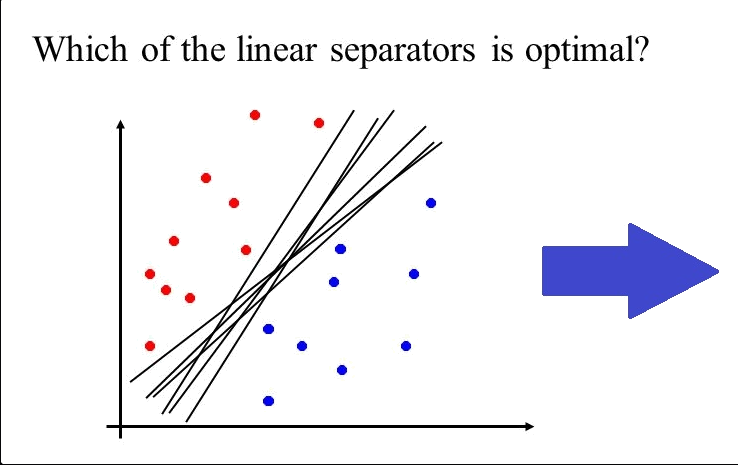 Which of the linear separators is optimal?